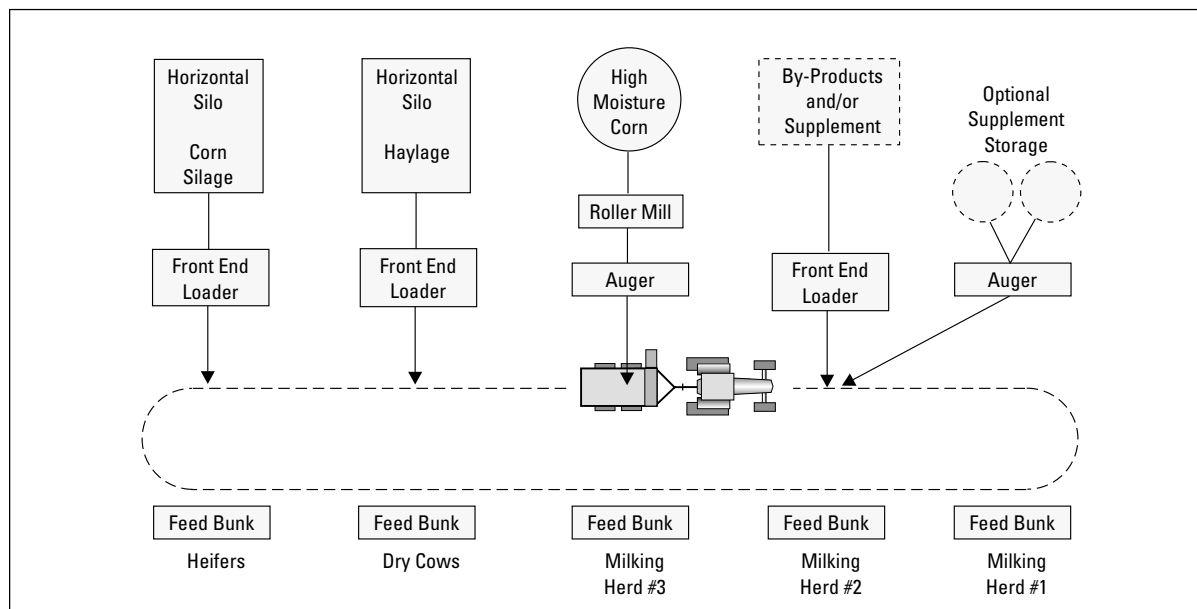 Horizontal
Silo
Corn
Silage
Horizontal
Silo
Haylage
High
Moisture
Corn
By-Products
and/or
Supplement
Optional
Supplement
Storage
Roller Mill
Front End
Loader
Front End
Loader
Auger
Front End
Loader
Auger
Feed Bunk
Heifers
Feed Bunk
Dry Cows
Feed Bunk
Milking
Herd #3
Feed Bunk
Milking
Herd #2
Feed Bunk
Milking
Herd #1